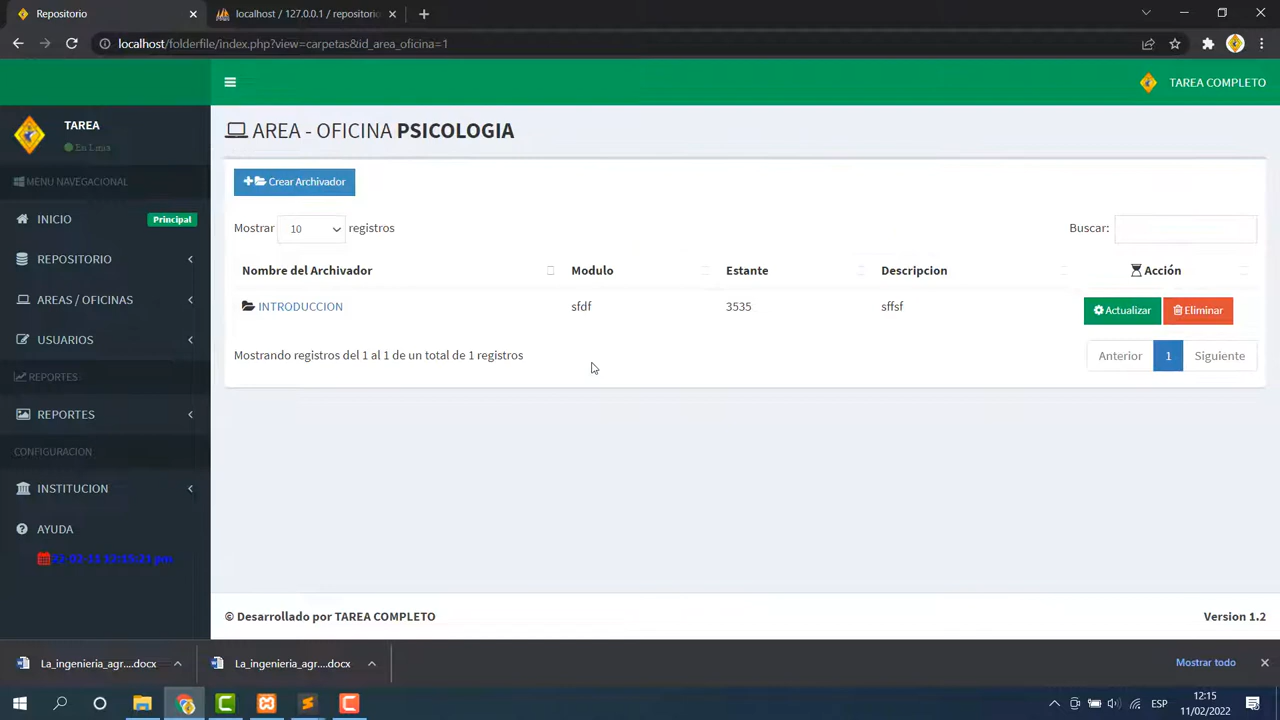 Repositorio
localhost / 127.0.0.1 / repositorio
localhost/folderfile/index.php?view=carpetas&id_area_oficina=1
TAREA COMPLETO
TAREA
En Linea
AREA - OFICINA PSICOLOGIA
MENU NAVEGACIONAL
Crear Archivador
INICIO
Principal
Mostrar 10 registros
Buscar:
REPOSITORIO
Nombre del Archivador
Modulo
Estante
Descripcion
Acción
AREAS / OFICINAS
INTRODUCCION
sfdf
3535
sffsf
Actualizar
Eliminar
USUARIOS
Mostrando registros del 1 al 1 de un total de 1 registros
Anterior
1
Siguiente
REPORTES
REPORTES
CONFIGURACION
INSTITUCION
AYUDA
© Desarrollado por TAREA COMPLETO
Version 1.2
La_ingenieria_agr....docx
La_ingenieria_agr....docx
Mostrar todo
ESP
12:15
11/02/2022